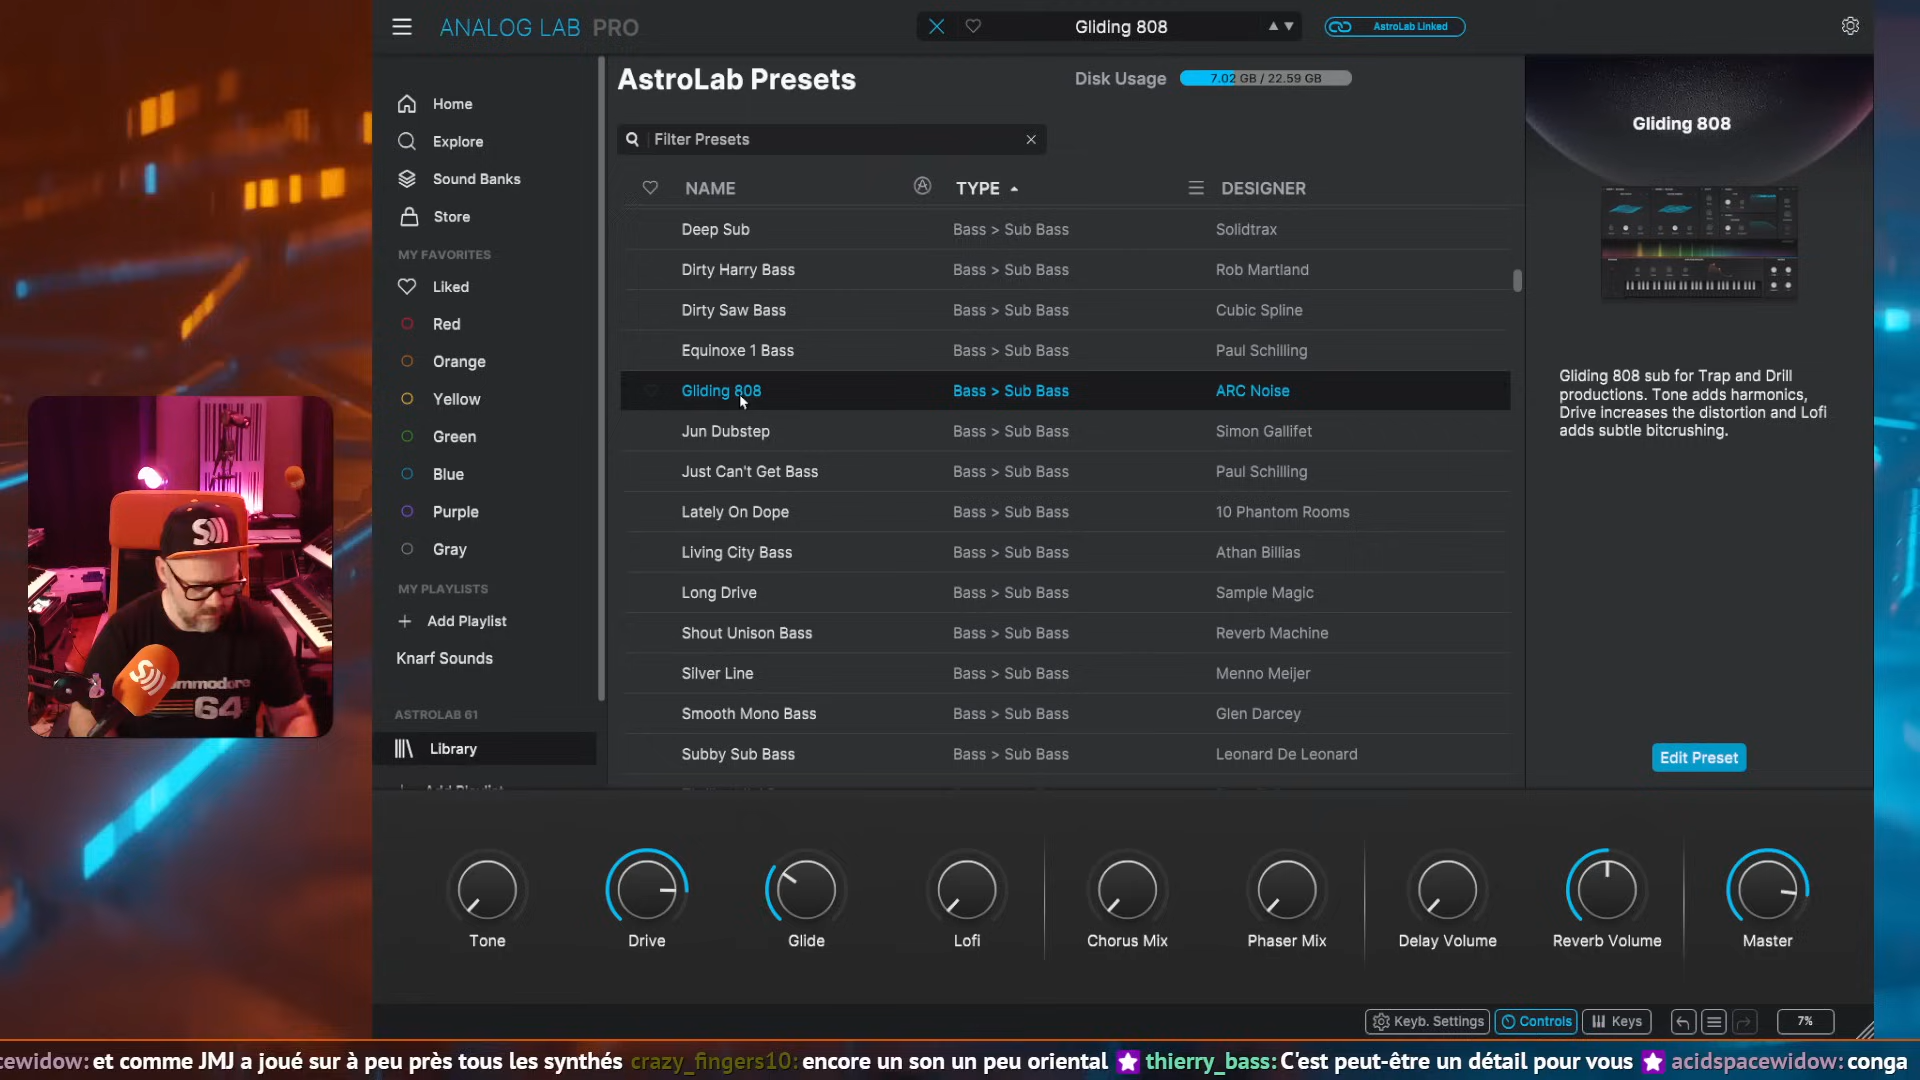 ANALOG LAB PRO
Gliding 808
AstroLab Linked
Home
Explore
Sound Banks
Store
MY FAVORITES
Liked
Red
Orange
Yellow
Green
Blue
Purple
Gray
MY PLAYLISTS
Add Playlist
Knarf Sounds
ASTROLAB 61
Library
Add Playlist
AstroLab Presets
Disk Usage 7.02 GB / 22.59 GB
Filter Presets
NAME TYPE DESIGNER
Deep Sub Bass > Sub Bass Solidtrax
Dirty Harry Bass Bass > Sub Bass Rob Martland
Dirty Saw Bass Bass > Sub Bass Cubic Spline
Equinoxe 1 Bass Bass > Sub Bass Paul Schilling
Gliding 808 Bass > Sub Bass ARC Noise
Jun Dubstep Bass > Sub Bass Simon Gallifet
Just Can't Get Bass Bass > Sub Bass Paul Schilling
Lately On Dope Bass > Sub Bass 10 Phantom Rooms
Living City Bass Bass > Sub Bass Athan Billias
Long Drive Bass > Sub Bass Sample Magic
Shout Unison Bass Bass > Sub Bass Reverb Machine
Silver Line Bass > Sub Bass Menno Meijer
Smooth Mono Bass Bass > Sub Bass Glen Darcey
Subby Sub Bass Bass > Sub Bass Leonard De Leonard
Gliding 808
Gliding 808 sub for Trap and Drill
productions. Tone adds harmonics,
Drive increases the distortion and Lofi
adds subtle bitcrushing.
Edit Preset
Tone Drive Glide Lofi Chorus Mix Phaser Mix Delay Volume Reverb Volume Master
Keyb. Settings Controls Keys 7%
commodore
64
cewidow: et comme JMJ a joué sur à peu près tous les synthés crazy_fingers10: encore un son un peu oriental thierry_bass: C'est peut-être un détail pour vous acidspacewidow: conga